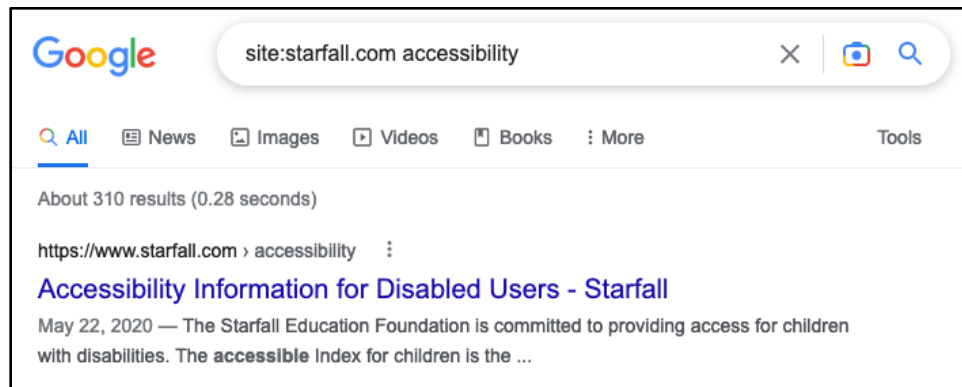 Google site:starfall.com accessibility
All News Images Videos Books More Tools
About 310 results (0.28 seconds)
https://www.starfall.com › accessibility
Accessibility Information for Disabled Users - Starfall
May 22, 2020 — The Starfall Education Foundation is committed to providing access for children
with disabilities. The accessible Index for children is the ...